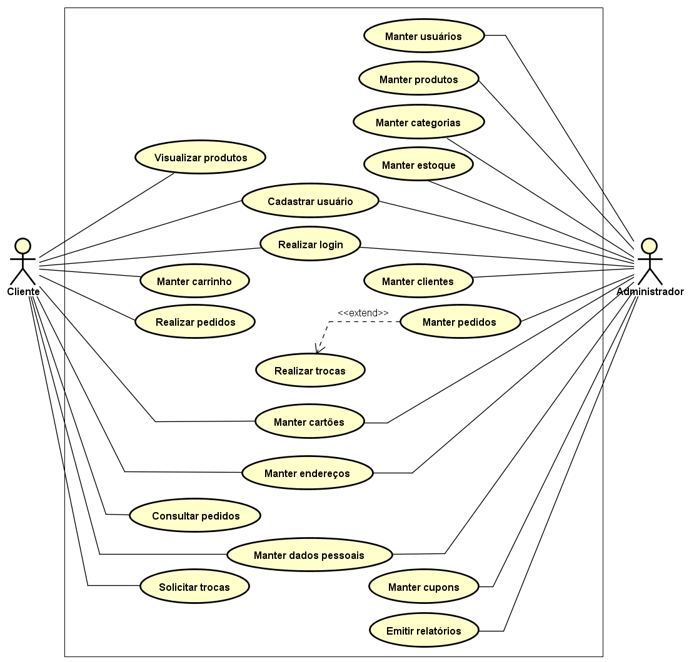 Manter usuários
Manter produtos
Manter categorias
Visualizar produtos
Manter estoque
Cadastrar usuário
Realizar login
Manter carrinho
Manter clientes
Cliente
Administrador
<<extend>>
Realizar pedidos
Manter pedidos
Realizar trocas
Manter cartões
Manter endereços
Consultar pedidos
Manter dados pessoais
Solicitar trocas
Manter cupons
Emitir relatórios